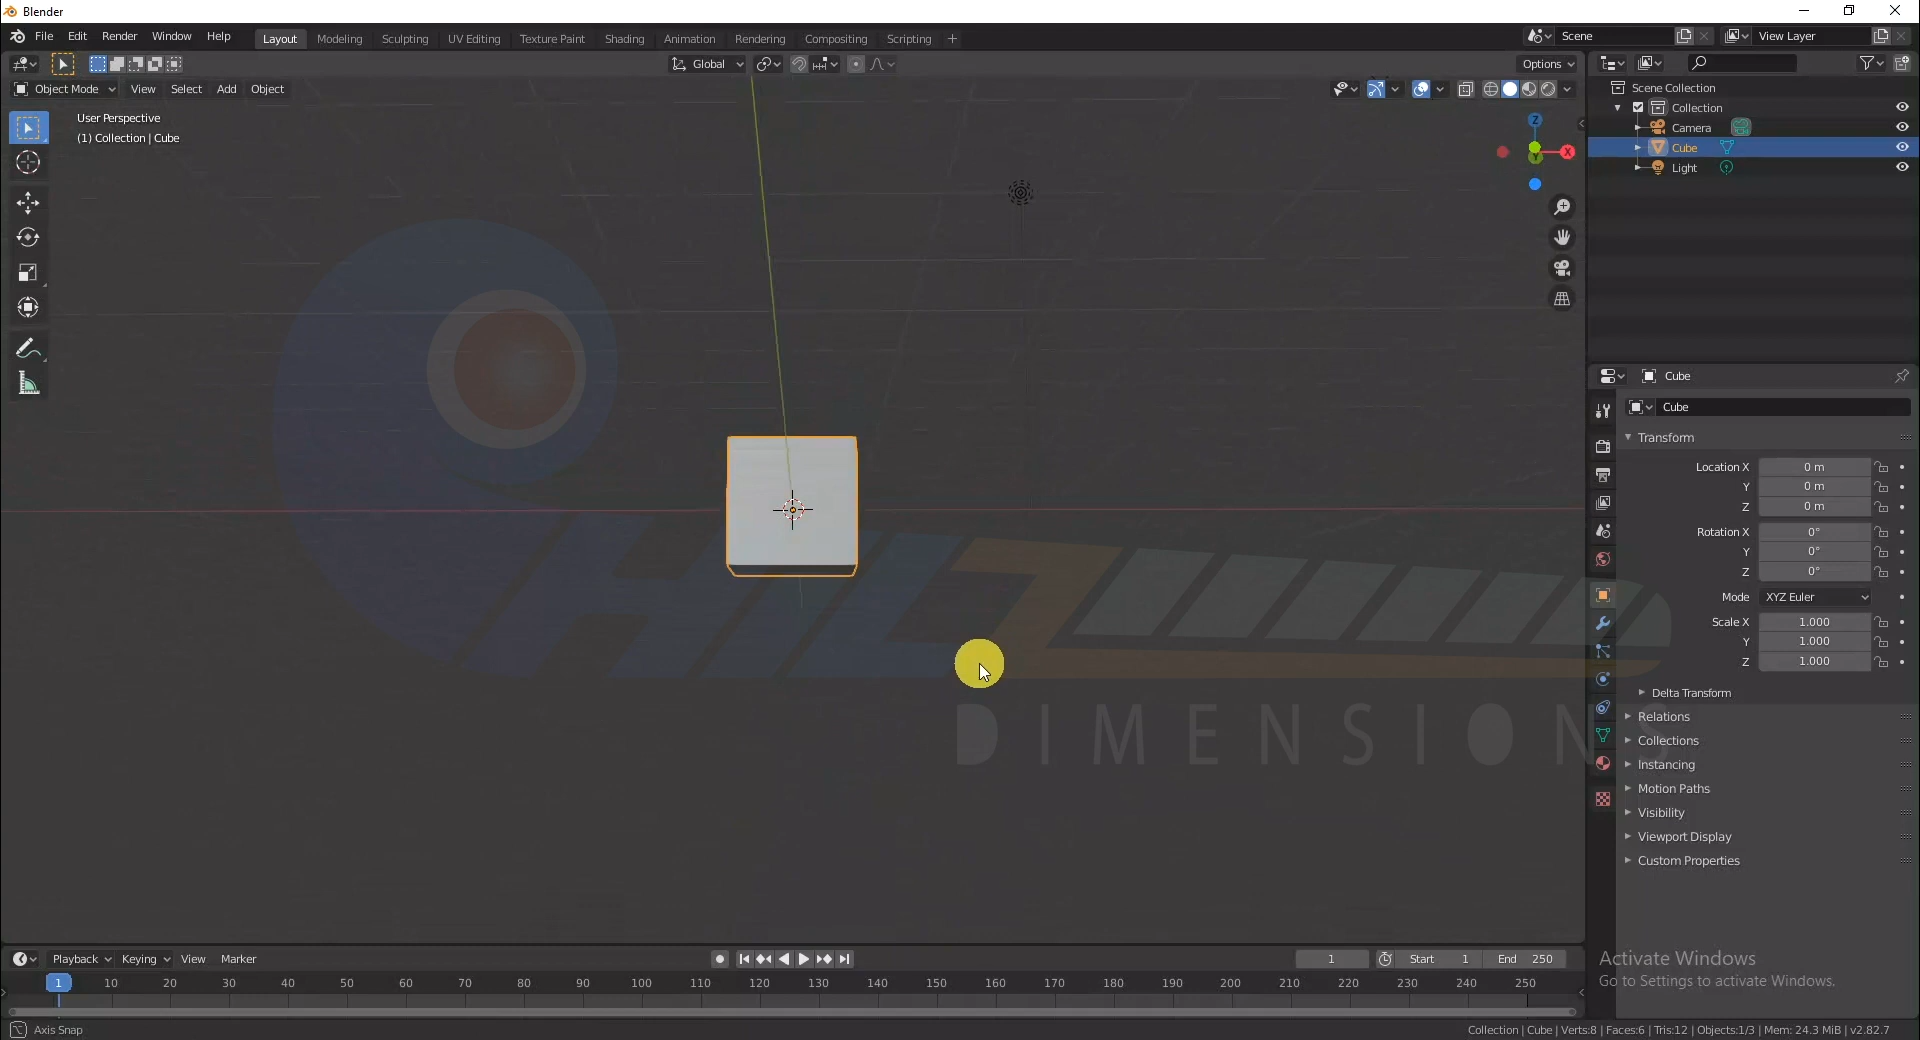 Blender
File Edit Render Window Help Layout Modeling Sculpting UV Editing Texture Paint Shading Animation Rendering Compositing Scripting + Scene View Layer
Global Options
Object Mode View Select Add Object
User Perspective
(1) Collection | Cube
Z
X
Y
Scene Collection
Collection
Camera
Cube
Light
Cube
Cube
Transform
Location X 0 m
Y 0 m
Z 0 m
Rotation X 0°
Y 0°
Z 0°
Mode XYZ Euler
Scale X 1.000
Y 1.000
Z 1.000
Delta Transform
Relations
Collections
Instancing
Motion Paths
Visibility
Viewport Display
Custom Properties
DIMENSIONS
Activate Windows
Go to Settings to activate Windows.
Playback Keying View Marker 1 Start 1 End 250
1 10 20 30 40 50 60 70 80 90 100 110 120 130 140 150 160 170 180 190 200 210 220 230 240 250
Axis Snap Collection | Cube | Verts:8 | Faces:6 | Tris:12 | Objects:1/3 | Mem: 24.3 MiB | v2.82.7